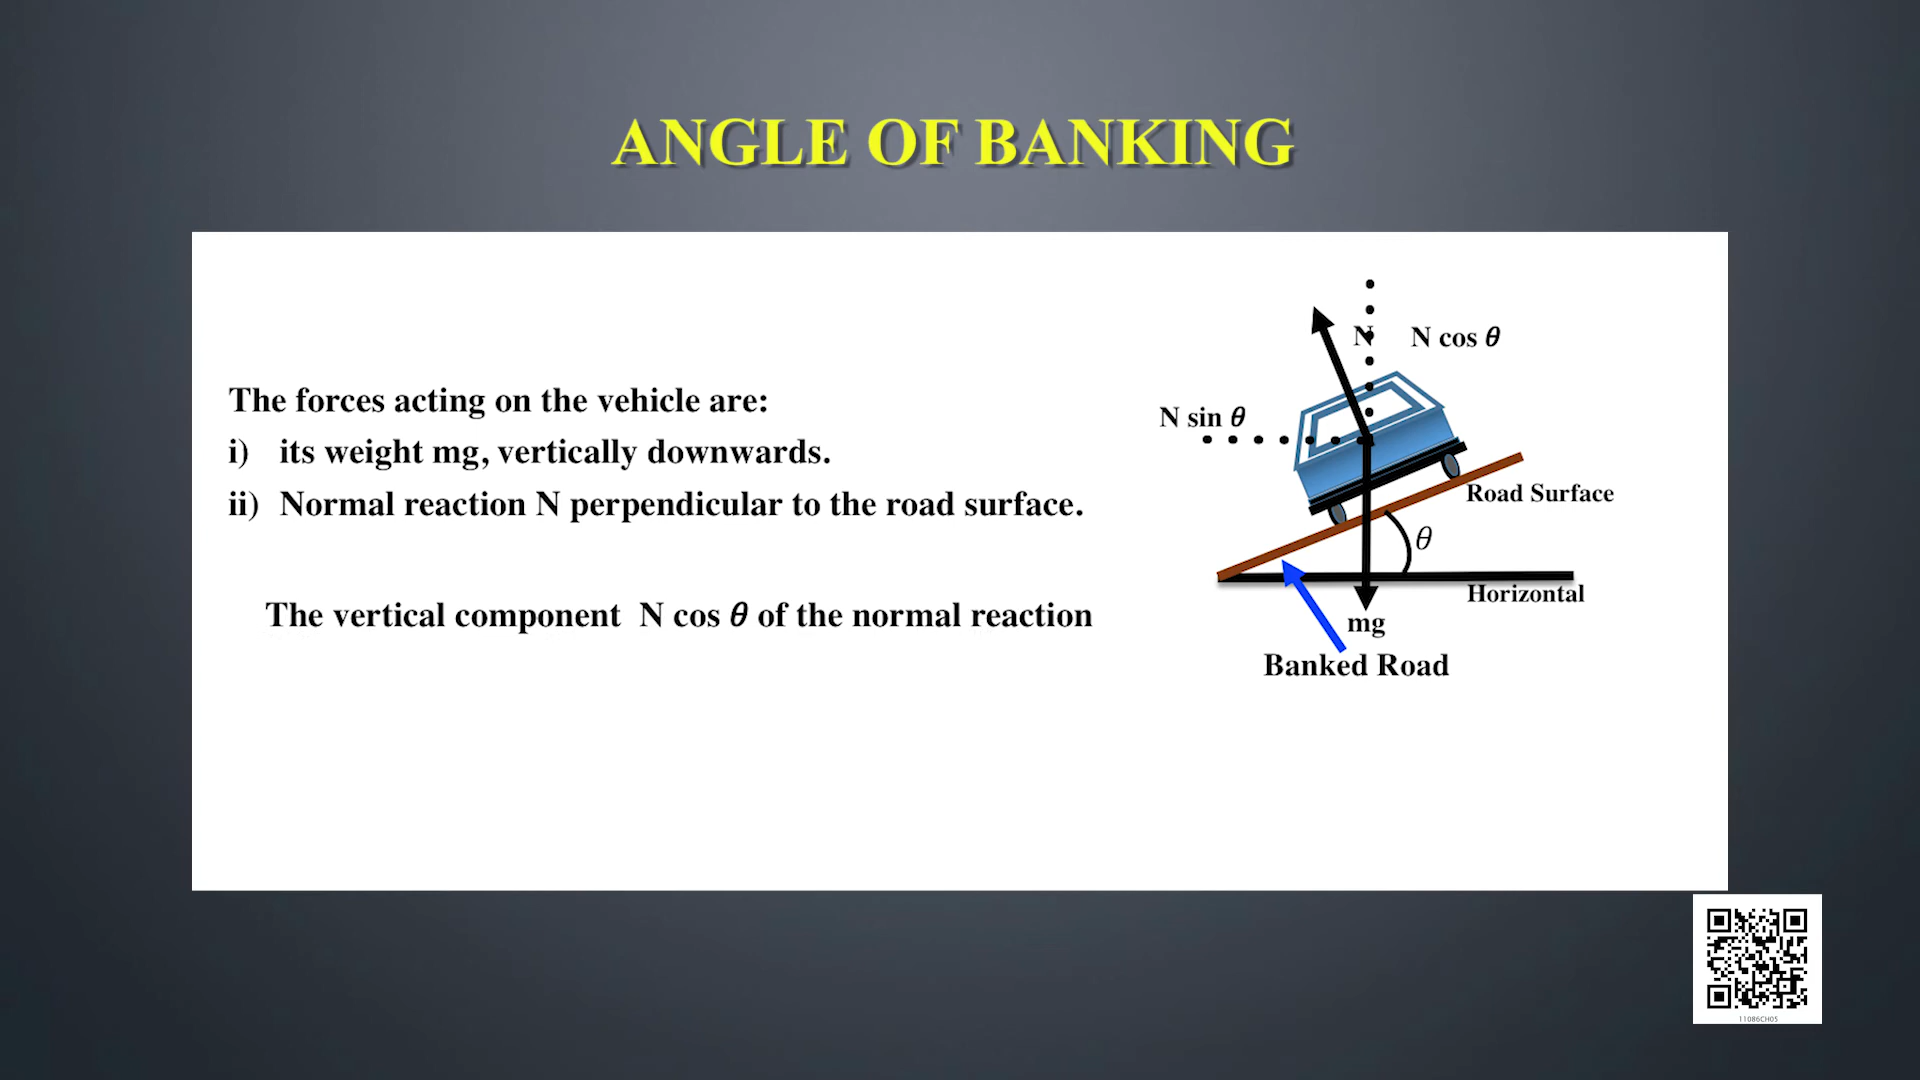 ANGLE OF BANKING
The forces acting on the vehicle are:
i) its weight mg, vertically downwards.
ii) Normal reaction N perpendicular to the road surface.
The vertical component N cos θ of the normal reaction
N
N cos θ
N sin θ
Road Surface
θ
Horizontal
mg
Banked Road
11086CH05